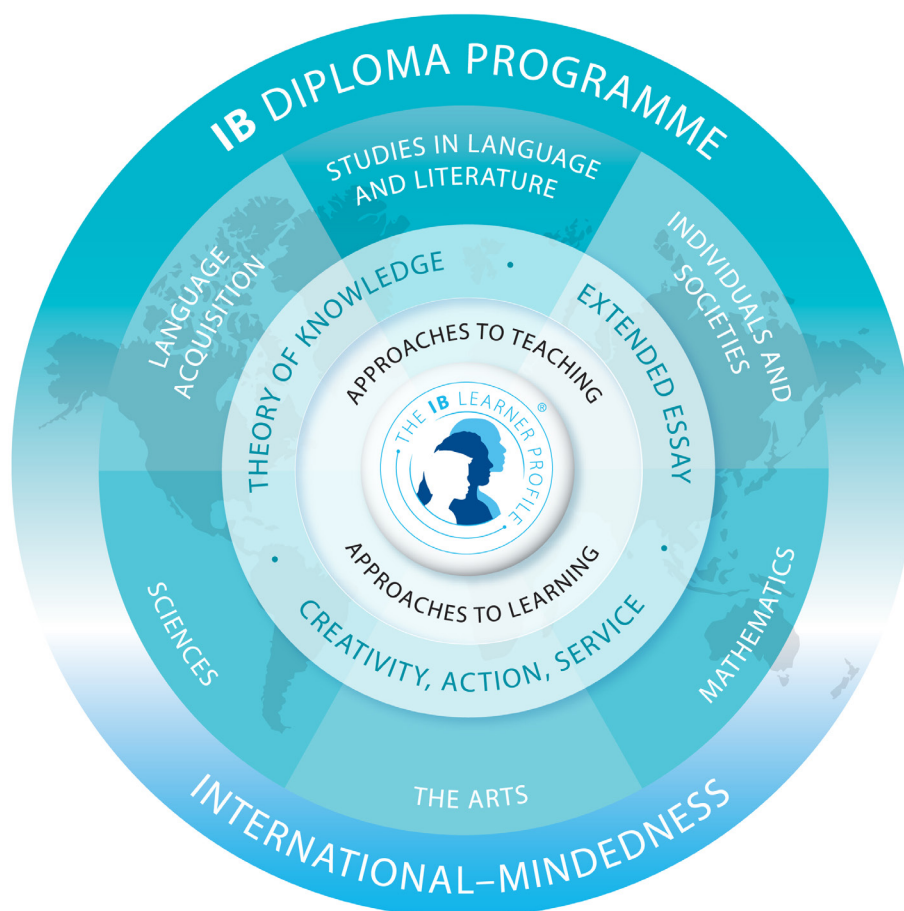 IB DIPLOMA PROGRAMME
STUDIES IN LANGUAGE
AND LITERATURE
LANGUAGE
ACQUISITION
INDIVIDUALS AND
SOCIETIES
THEORY OF KNOWLEDGE
EXTENDED ESSAY
APPROACHES TO TEACHING
THE IB LEARNER PROFILE ®
APPROACHES TO LEARNING
CREATIVITY, ACTION, SERVICE
SCIENCES
MATHEMATICS
THE ARTS
INTERNATIONAL–MINDEDNESS